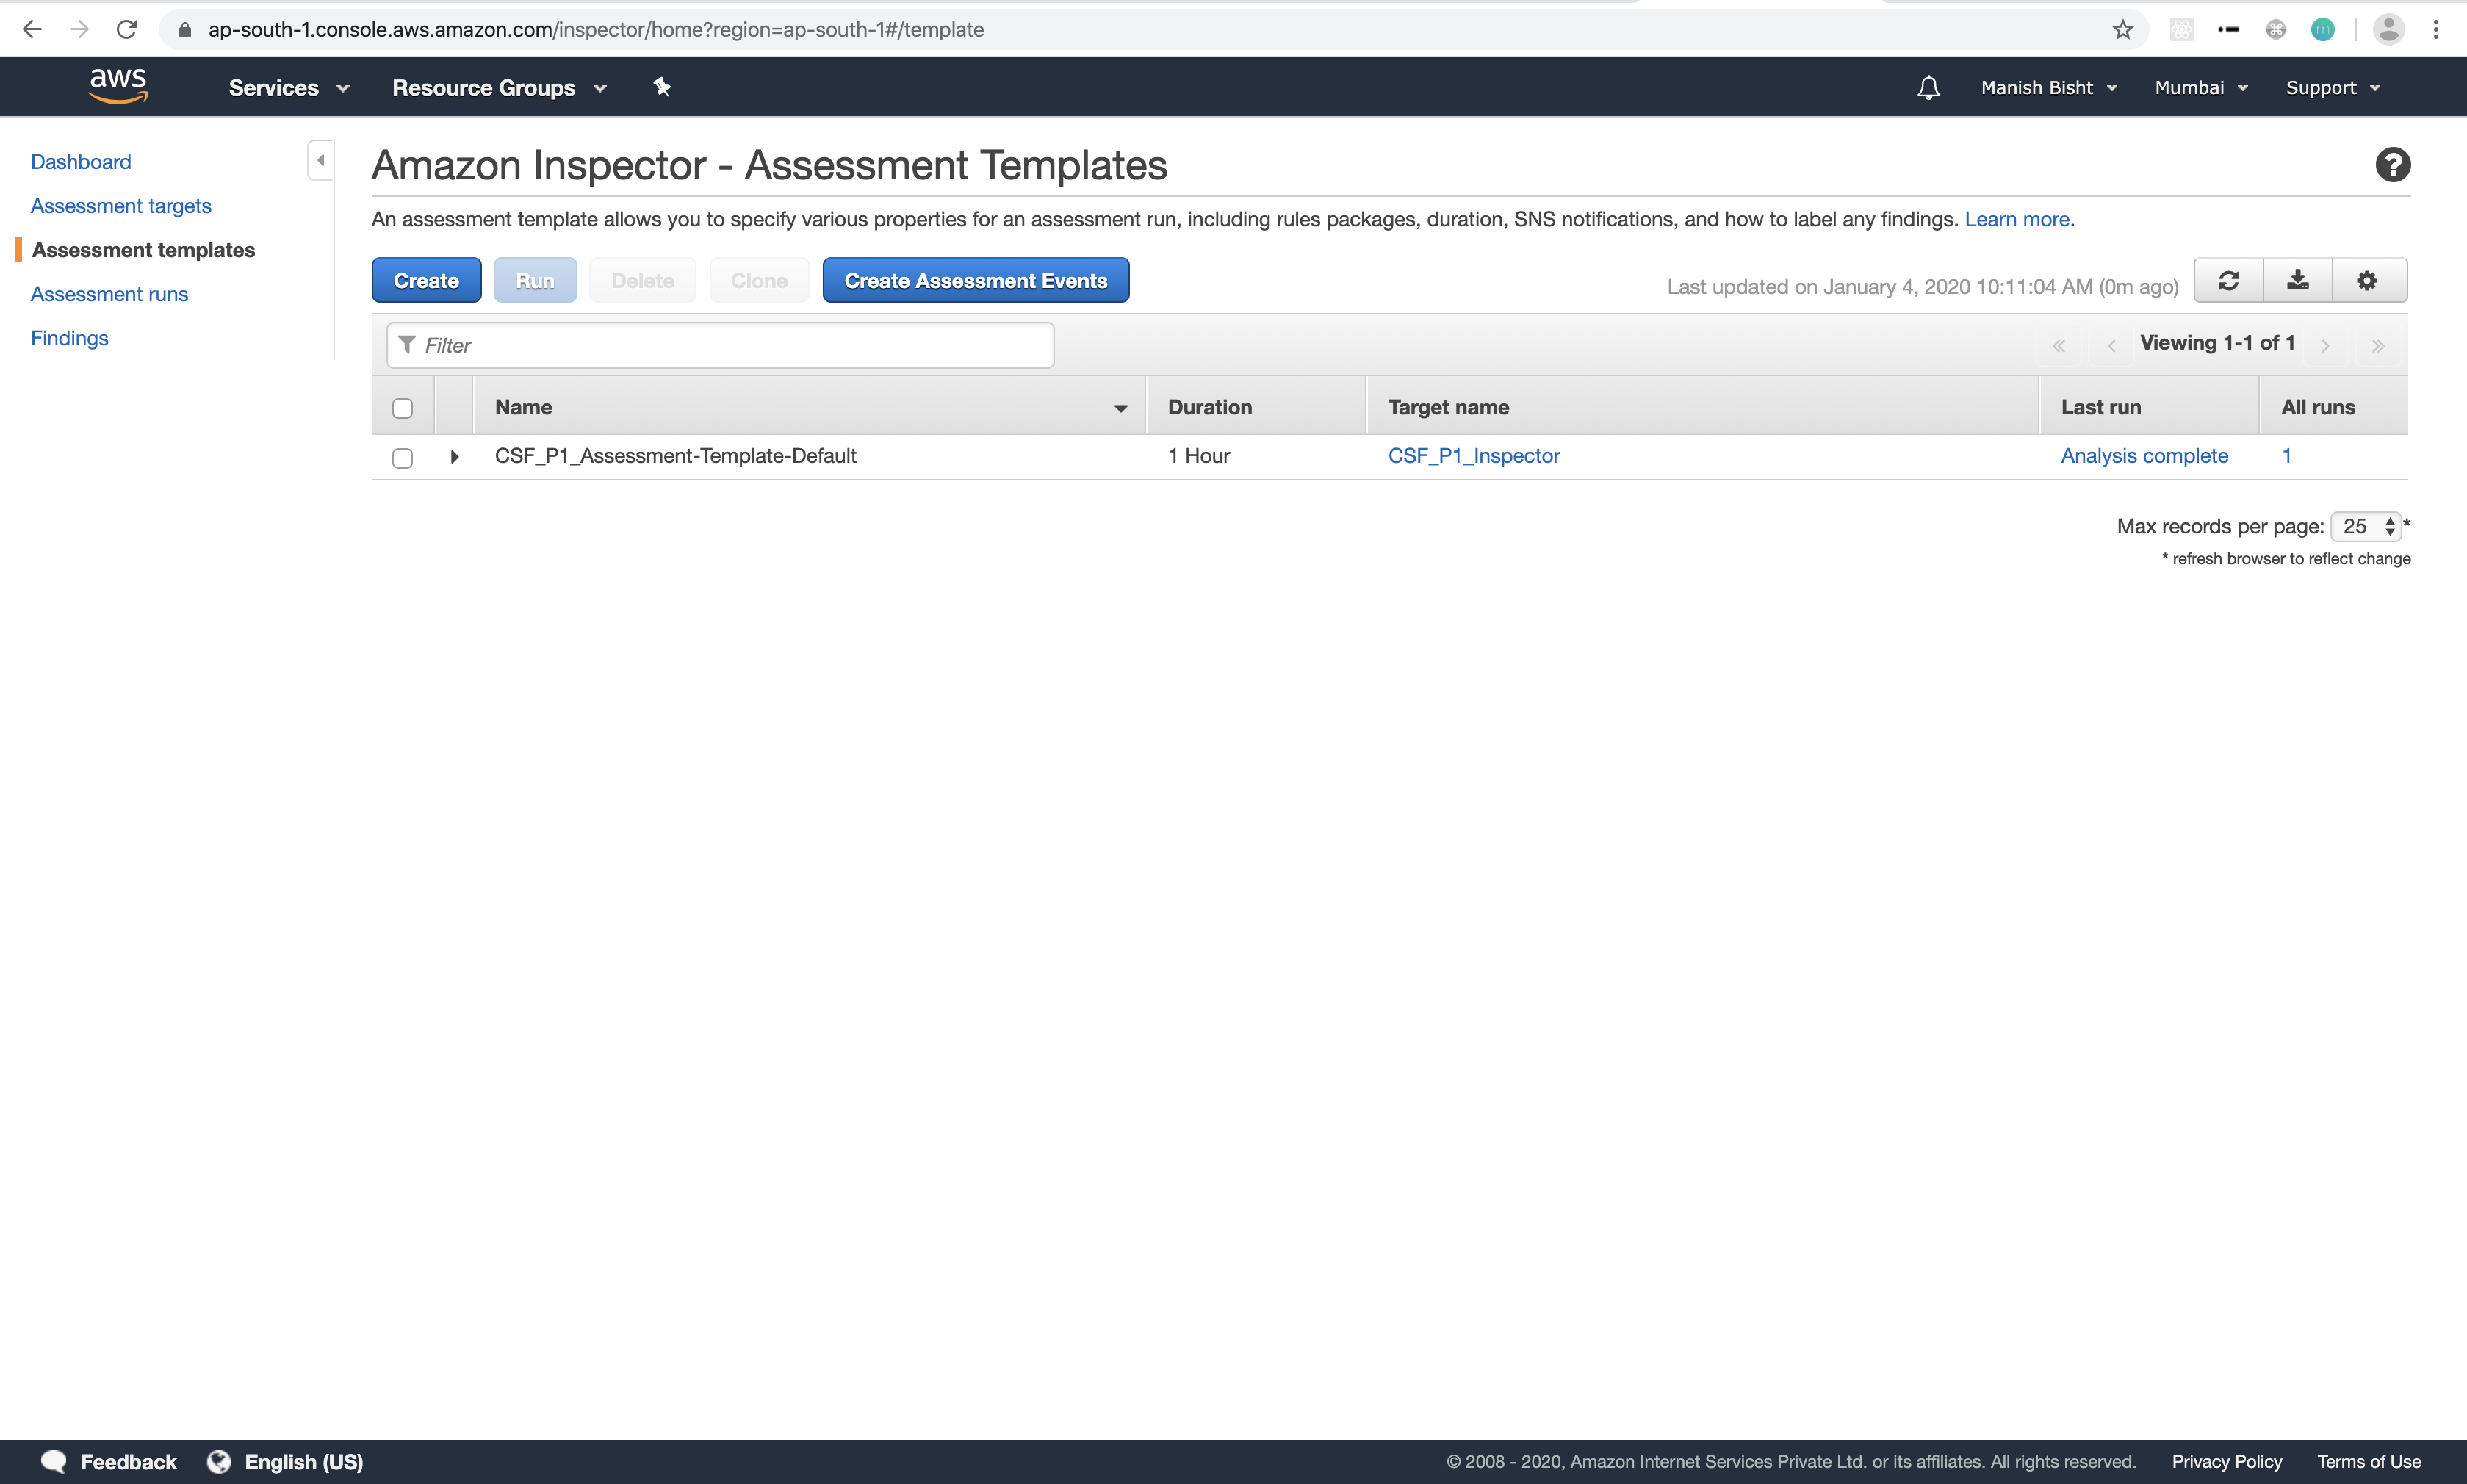 ap-south-1.console.aws.amazon.com/inspector/home?region=ap-south-1#/template
m
aws
Services
Resource Groups
Manish Bisht
Mumbai
Support
Dashboard
Assessment targets
Assessment templates
Assessment runs
Findings
Amazon Inspector - Assessment Templates
?
An assessment template allows you to specify various properties for an assessment run, including rules packages, duration, SNS notifications, and how to label any findings. Learn more.
Create
Run
Delete
Clone
Create Assessment Events
Last updated on January 4, 2020 10:11:04 AM (0m ago)
Filter
« ‹ Viewing 1-1 of 1 › »
Name
Duration
Target name
Last run
All runs
CSF_P1_Assessment-Template-Default
1 Hour
CSF_P1_Inspector
Analysis complete
1
Max records per page: 25 *
* refresh browser to reflect change
Feedback
English (US)
© 2008 - 2020, Amazon Internet Services Private Ltd. or its affiliates. All rights reserved.
Privacy Policy
Terms of Use